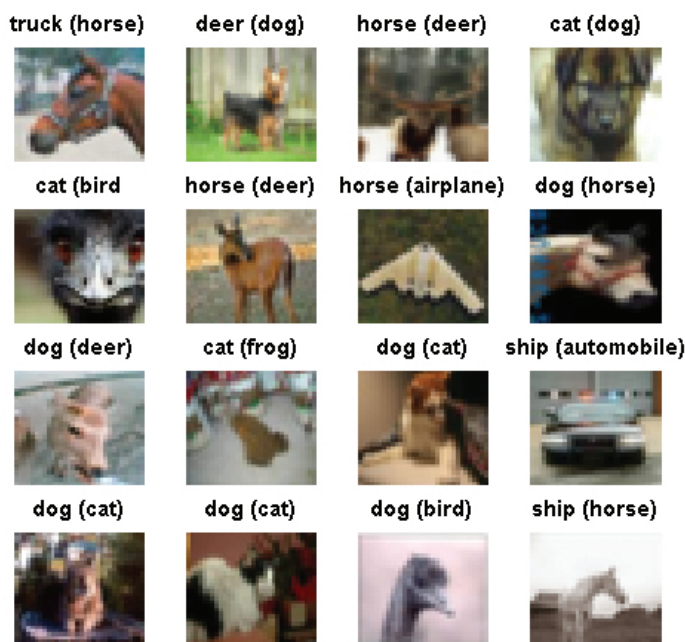 truck (horse) deer (dog) horse (deer) cat (dog)
cat (bird horse (deer) horse (airplane) dog (horse)
dog (deer) cat (frog) dog (cat) ship (automobile)
dog (cat) dog (cat) dog (bird) ship (horse)